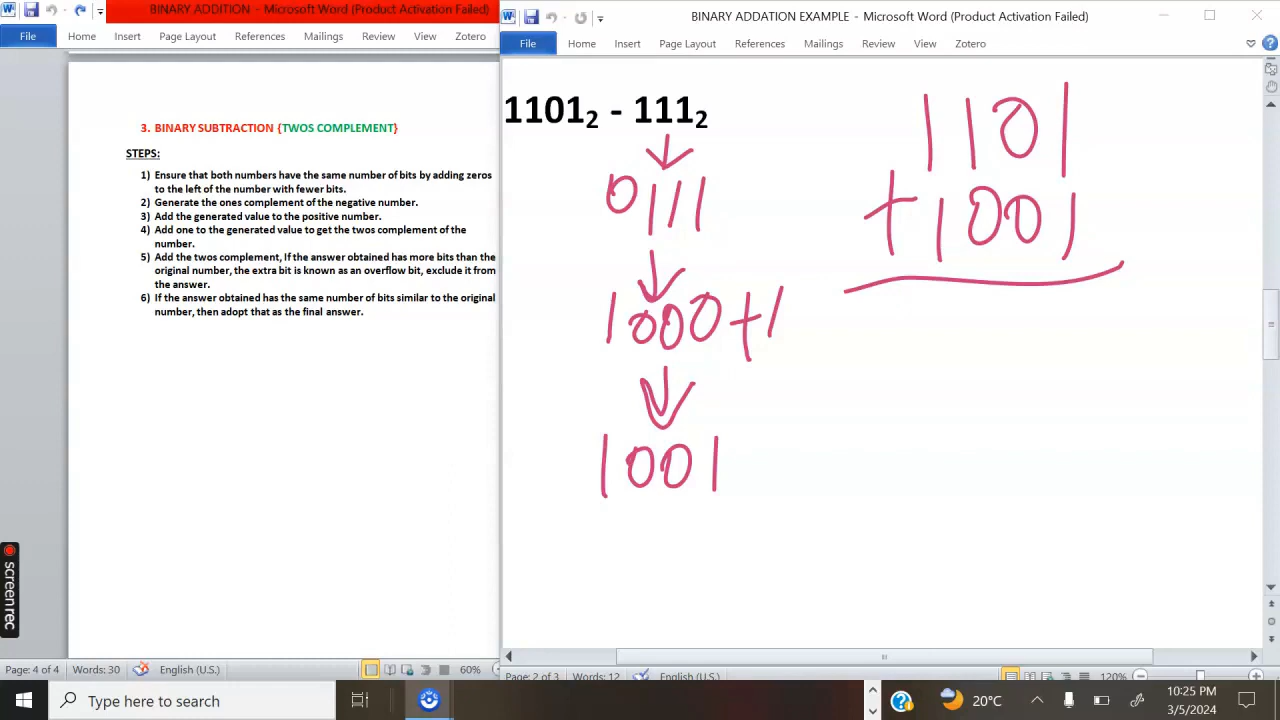 BINARY ADDITION - Microsoft Word (Product Activation Failed)
File Home Insert Page Layout References Mailings Review View Zotero
3. BINARY SUBTRACTION {TWOS COMPLEMENT}
STEPS:
1) Ensure that both numbers have the same number of bits by adding zeros
to the left of the number with fewer bits.
2) Generate the ones complement of the negative number.
3) Add the generated value to the positive number.
4) Add one to the generated value to get the twos complement of the
number.
5) Add the twos complement, If the answer obtained has more bits than the
original number, the extra bit is known as an overflow bit, exclude it from
the answer.
6) If the answer obtained has the same number of bits similar to the original
number, then adopt that as the final answer.
screen rec
Page: 4 of 4 Words: 30 English (U.S.) 60%
BINARY ADDATION EXAMPLE - Microsoft Word (Product Activation Failed)
File Home Insert Page Layout References Mailings Review View Zotero
1101₂ - 111₂
0111
1000+1
1001
1101
+1001
Page: 2 of 3 Words: 12 English (U.S.) 120%
Type here to search
20°C
10:25 PM
3/5/2024